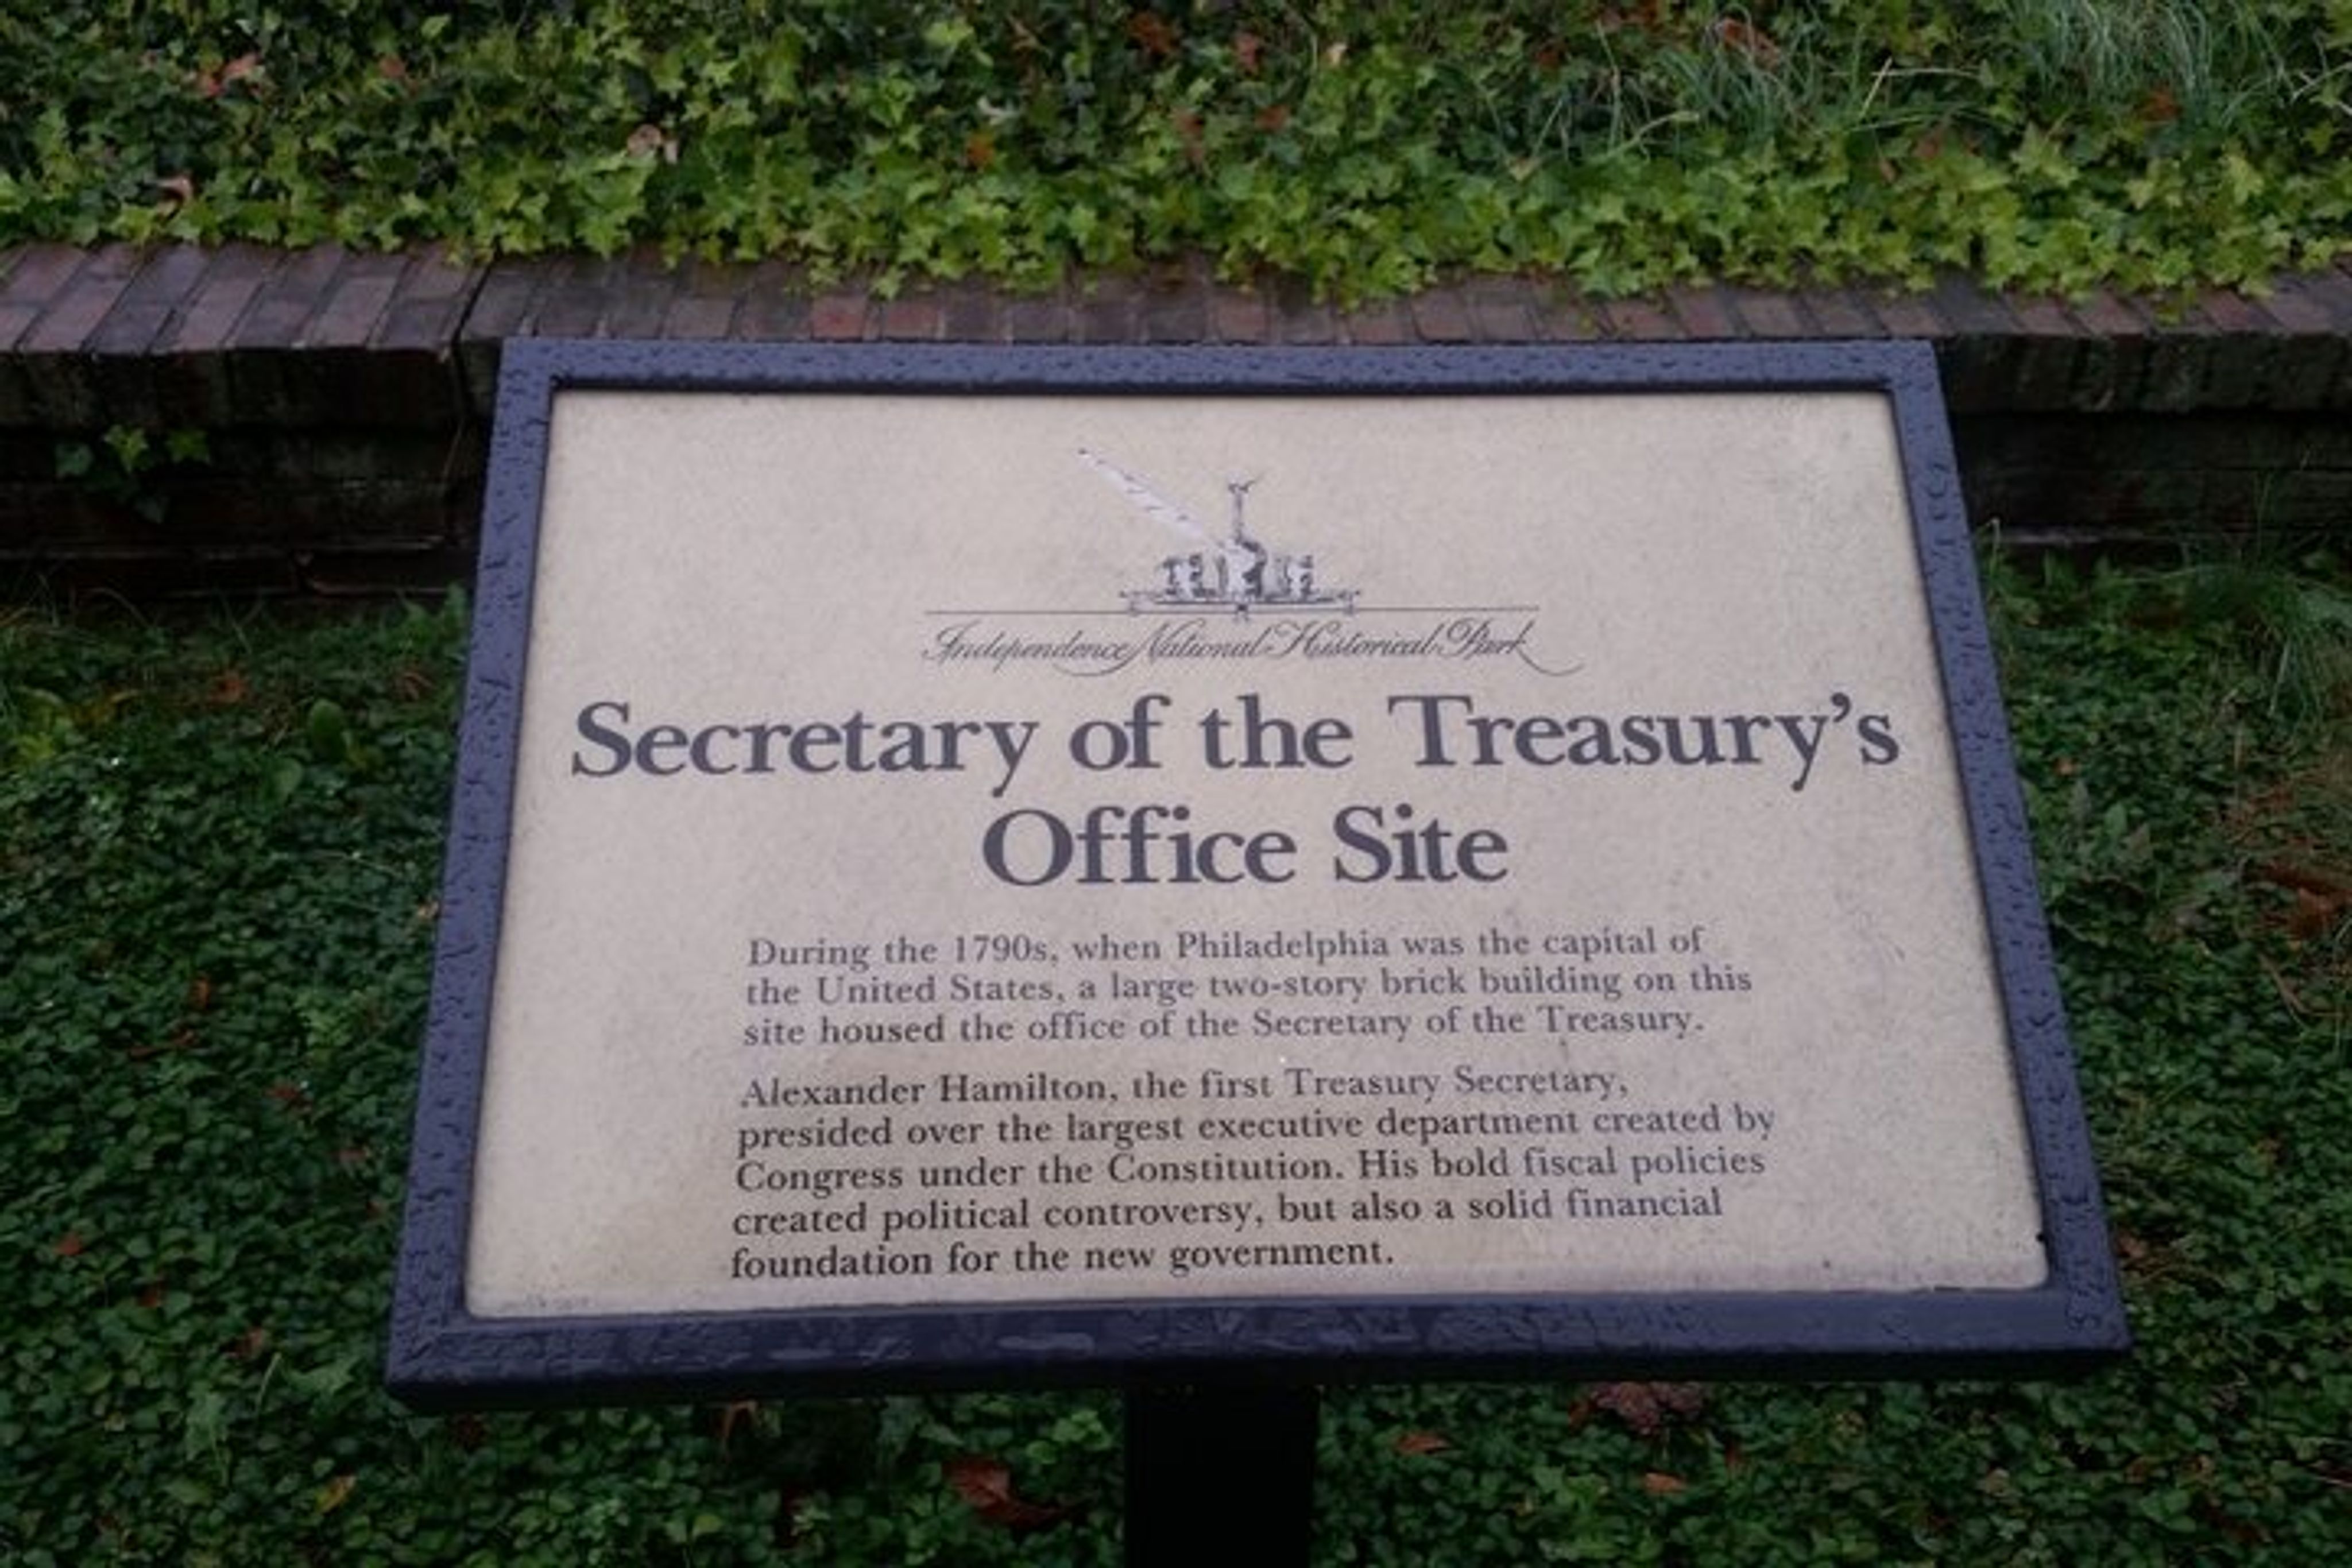 Independence National Historical Park
Secretary of the Treasury's
Office Site
During the 1790s, when Philadelphia was the capital of
the United States, a large two-story brick building on this
site housed the office of the Secretary of the Treasury.
Alexander Hamilton, the first Treasury Secretary,
presided over the largest executive department created by
Congress under the Constitution. His bold fiscal policies
created political controversy, but also a solid financial
foundation for the new government.